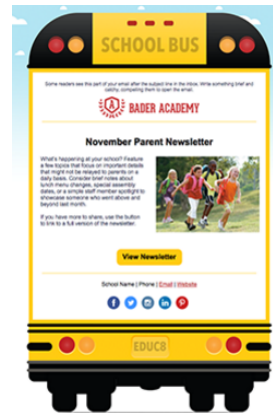 SCHOOL BUS
Some readers see this part of your email after the subject line in the inbox. Write something brief and
catchy, compelling them to open the email.
A
BADER ACADEMY
November Parent Newsletter
What's happening at your school? Feature
a few topics that focus on important details
that might not be relayed to parents on a
daily basis. Consider brief notes about
lunch menu changes, special assembly
dates, or a simple staff member spotlight to
showcase someone who went above and
beyond last month.
If you have more to share, use the button
to link to a full version of the newsletter.
View Newsletter
School Name | Phone | Email | Website
EDUC8